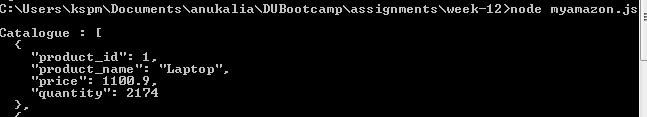 C:\Users\kspm\Documents\anukalia\DUBootcamp\assignments\week-12>node myamazon.js
Catalogue : [
  {
    "product_id": 1,
    "product_name": "Laptop",
    "price": 1100.9,
    "quantity": 2174
  },
  {